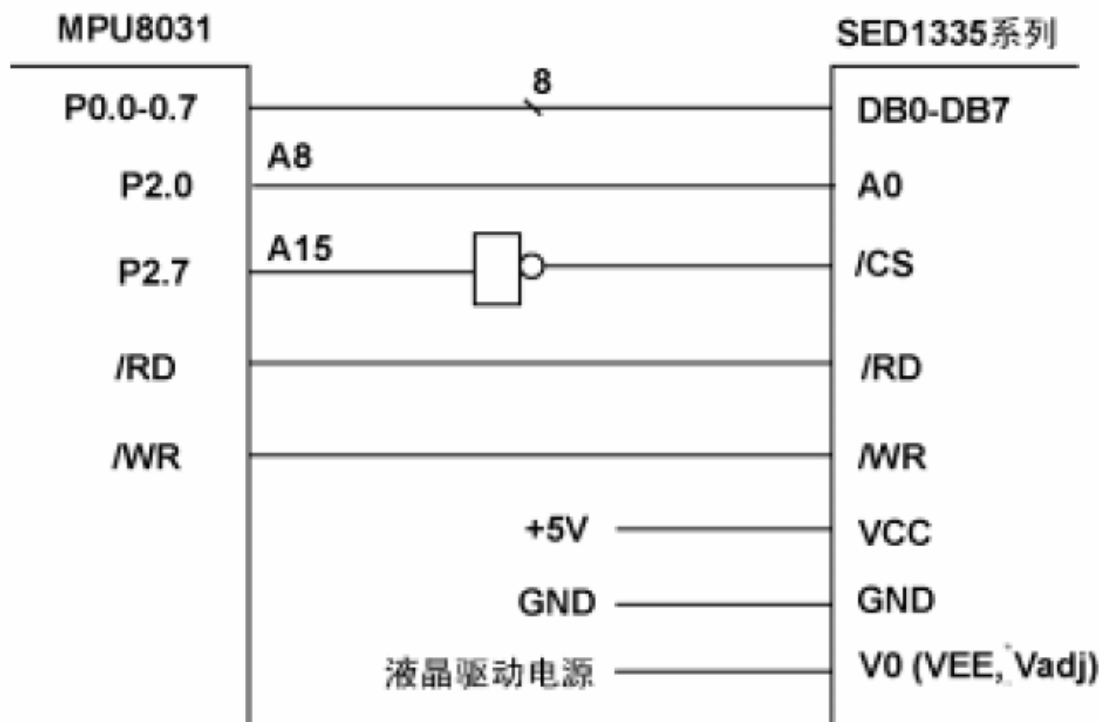 MPU8031 SED1335系列
P0.0-0.7 8 DB0-DB7
P2.0 A8 A0
P2.7 A15 /CS
/RD /RD
/WR /WR
+5V VCC
GND GND
液晶驱动电源 V0 (VEE, Vadj)